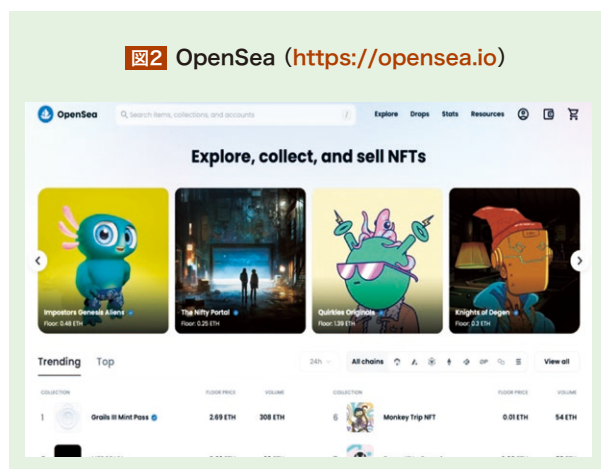 図2 OpenSea（https://opensea.io）
OpenSea
Search items, collections, and accounts
/
Explore Drops Stats Resources
Explore, collect, and sell NFTs
Impostors Genesis Aliens
Floor: 0.48 ETH
The Nifty Portal
Floor: 0.25 ETH
Quirkies Originals
Floor: 1.39 ETH
Knights of Degen
Floor: 0.3 ETH
Trending Top
24h All chains OP View all
COLLECTION FLOOR PRICE VOLUME COLLECTION FLOOR PRICE VOLUME
1 Grails III Mint Pass 2.69 ETH 308 ETH
6 Monkey Trip NFT 0.01 ETH 54 ETH